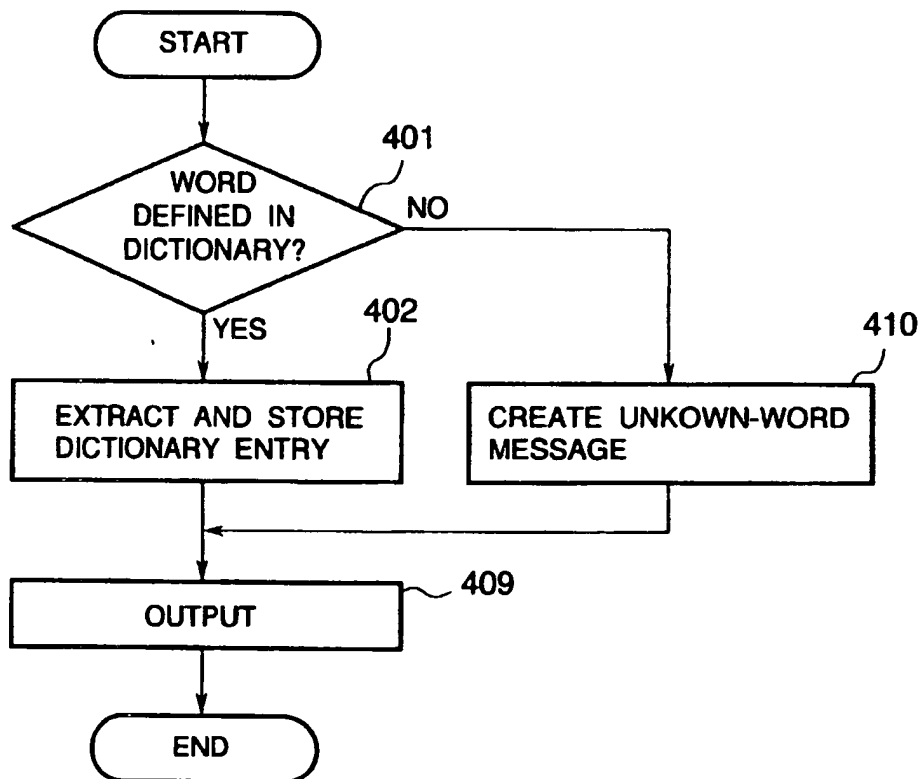 START
401
WORD
DEFINED IN
DICTIONARY?
NO
YES
402
410
EXTRACT AND STORE
DICTIONARY ENTRY
CREATE UNKOWN-WORD
MESSAGE
409
OUTPUT
END